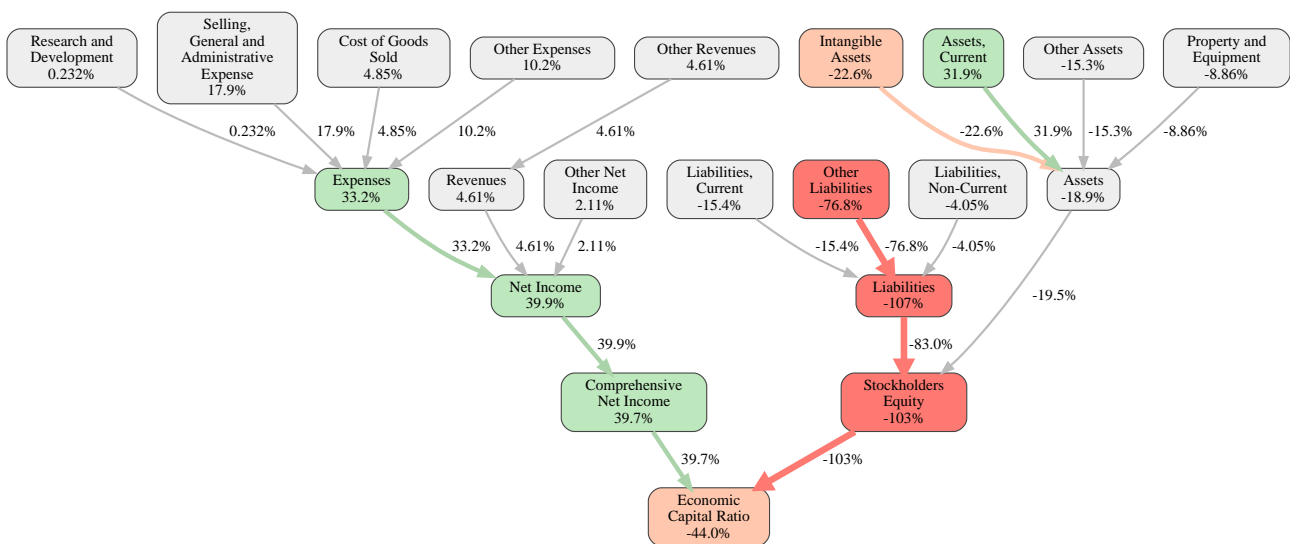 Research and
Development
0.232%
Selling,
General and
Administrative
Expense
17.9%
Cost of Goods
Sold
4.85%
Other Expenses
10.2%
Other Revenues
4.61%
Intangible
Assets
-22.6%
Assets,
Current
31.9%
Other Assets
-15.3%
Property and
Equipment
-8.86%
0.232%
17.9%
4.85%
10.2%
4.61%
-22.6%
31.9%
-15.3%
-8.86%
Expenses
33.2%
Revenues
4.61%
Other Net
Income
2.11%
Liabilities,
Current
-15.4%
Other
Liabilities
-76.8%
Liabilities,
Non-Current
-4.05%
Assets
-18.9%
33.2%
4.61%
2.11%
-15.4%
-76.8%
-4.05%
Net Income
39.9%
Liabilities
-107%
-19.5%
39.9%
-83.0%
Comprehensive
Net Income
39.7%
Stockholders
Equity
-103%
39.7%
-103%
Economic
Capital Ratio
-44.0%